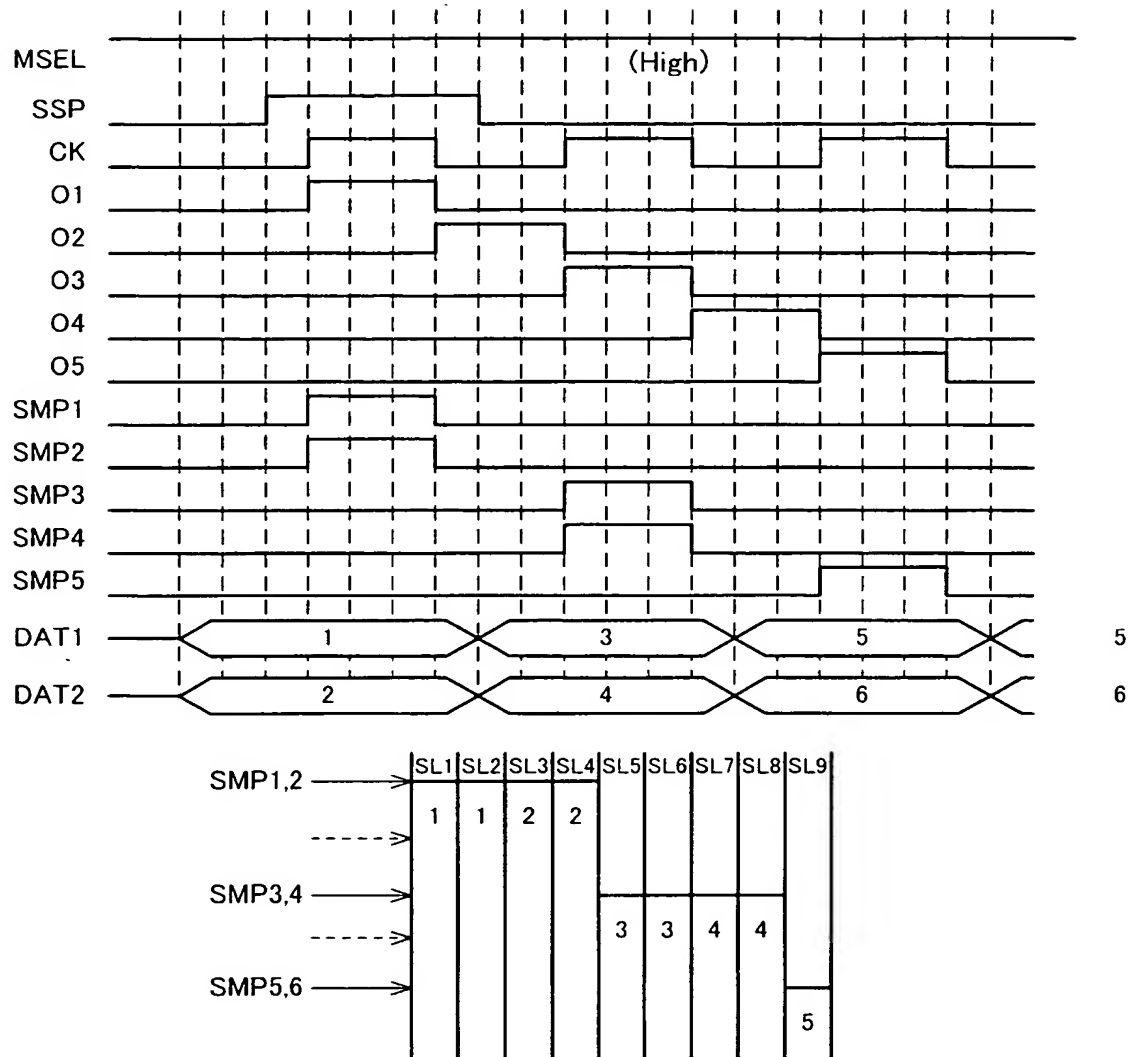 MSEL (High)
SSP
CK
O1
O2
O3
O4
O5
SMP1
SMP2
SMP3
SMP4
SMP5
DAT1 1 3 5 5
DAT2 2 4 6 6
SL1 SL2 SL3 SL4 SL5 SL6 SL7 SL8 SL9
SMP1,2
1 1 2 2
SMP3,4
3 3 4 4
SMP5,6
5